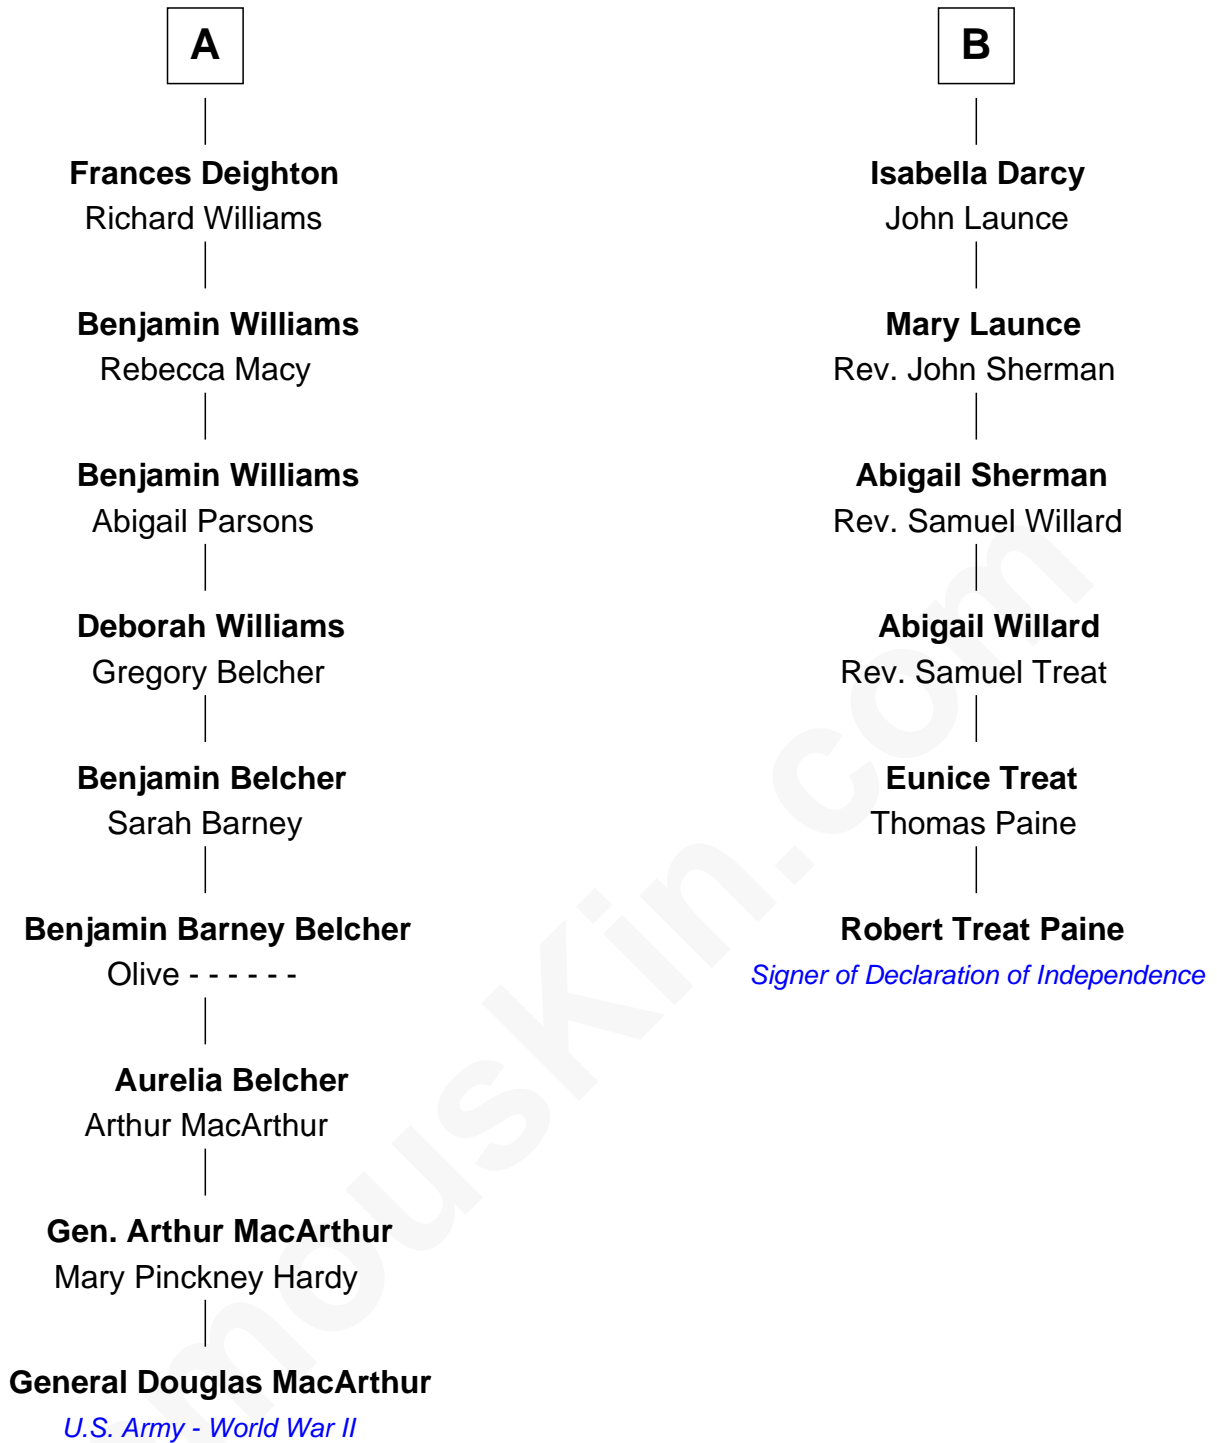 A
Frances Deighton
Richard Williams
Benjamin Williams
Rebecca Macy
Benjamin Williams
Abigail Parsons
Deborah Williams
Gregory Belcher
Benjamin Belcher
Sarah Barney
Benjamin Barney Belcher
Olive - - - - - -
Aurelia Belcher
Arthur MacArthur
Gen. Arthur MacArthur
Mary Pinckney Hardy
General Douglas MacArthur
U.S. Army - World War II
B
Isabella Darcy
John Launce
Mary Launce
Rev. John Sherman
Abigail Sherman
Rev. Samuel Willard
Abigail Willard
Rev. Samuel Treat
Eunice Treat
Thomas Paine
Robert Treat Paine
Signer of Declaration of Independence
mouskin.com